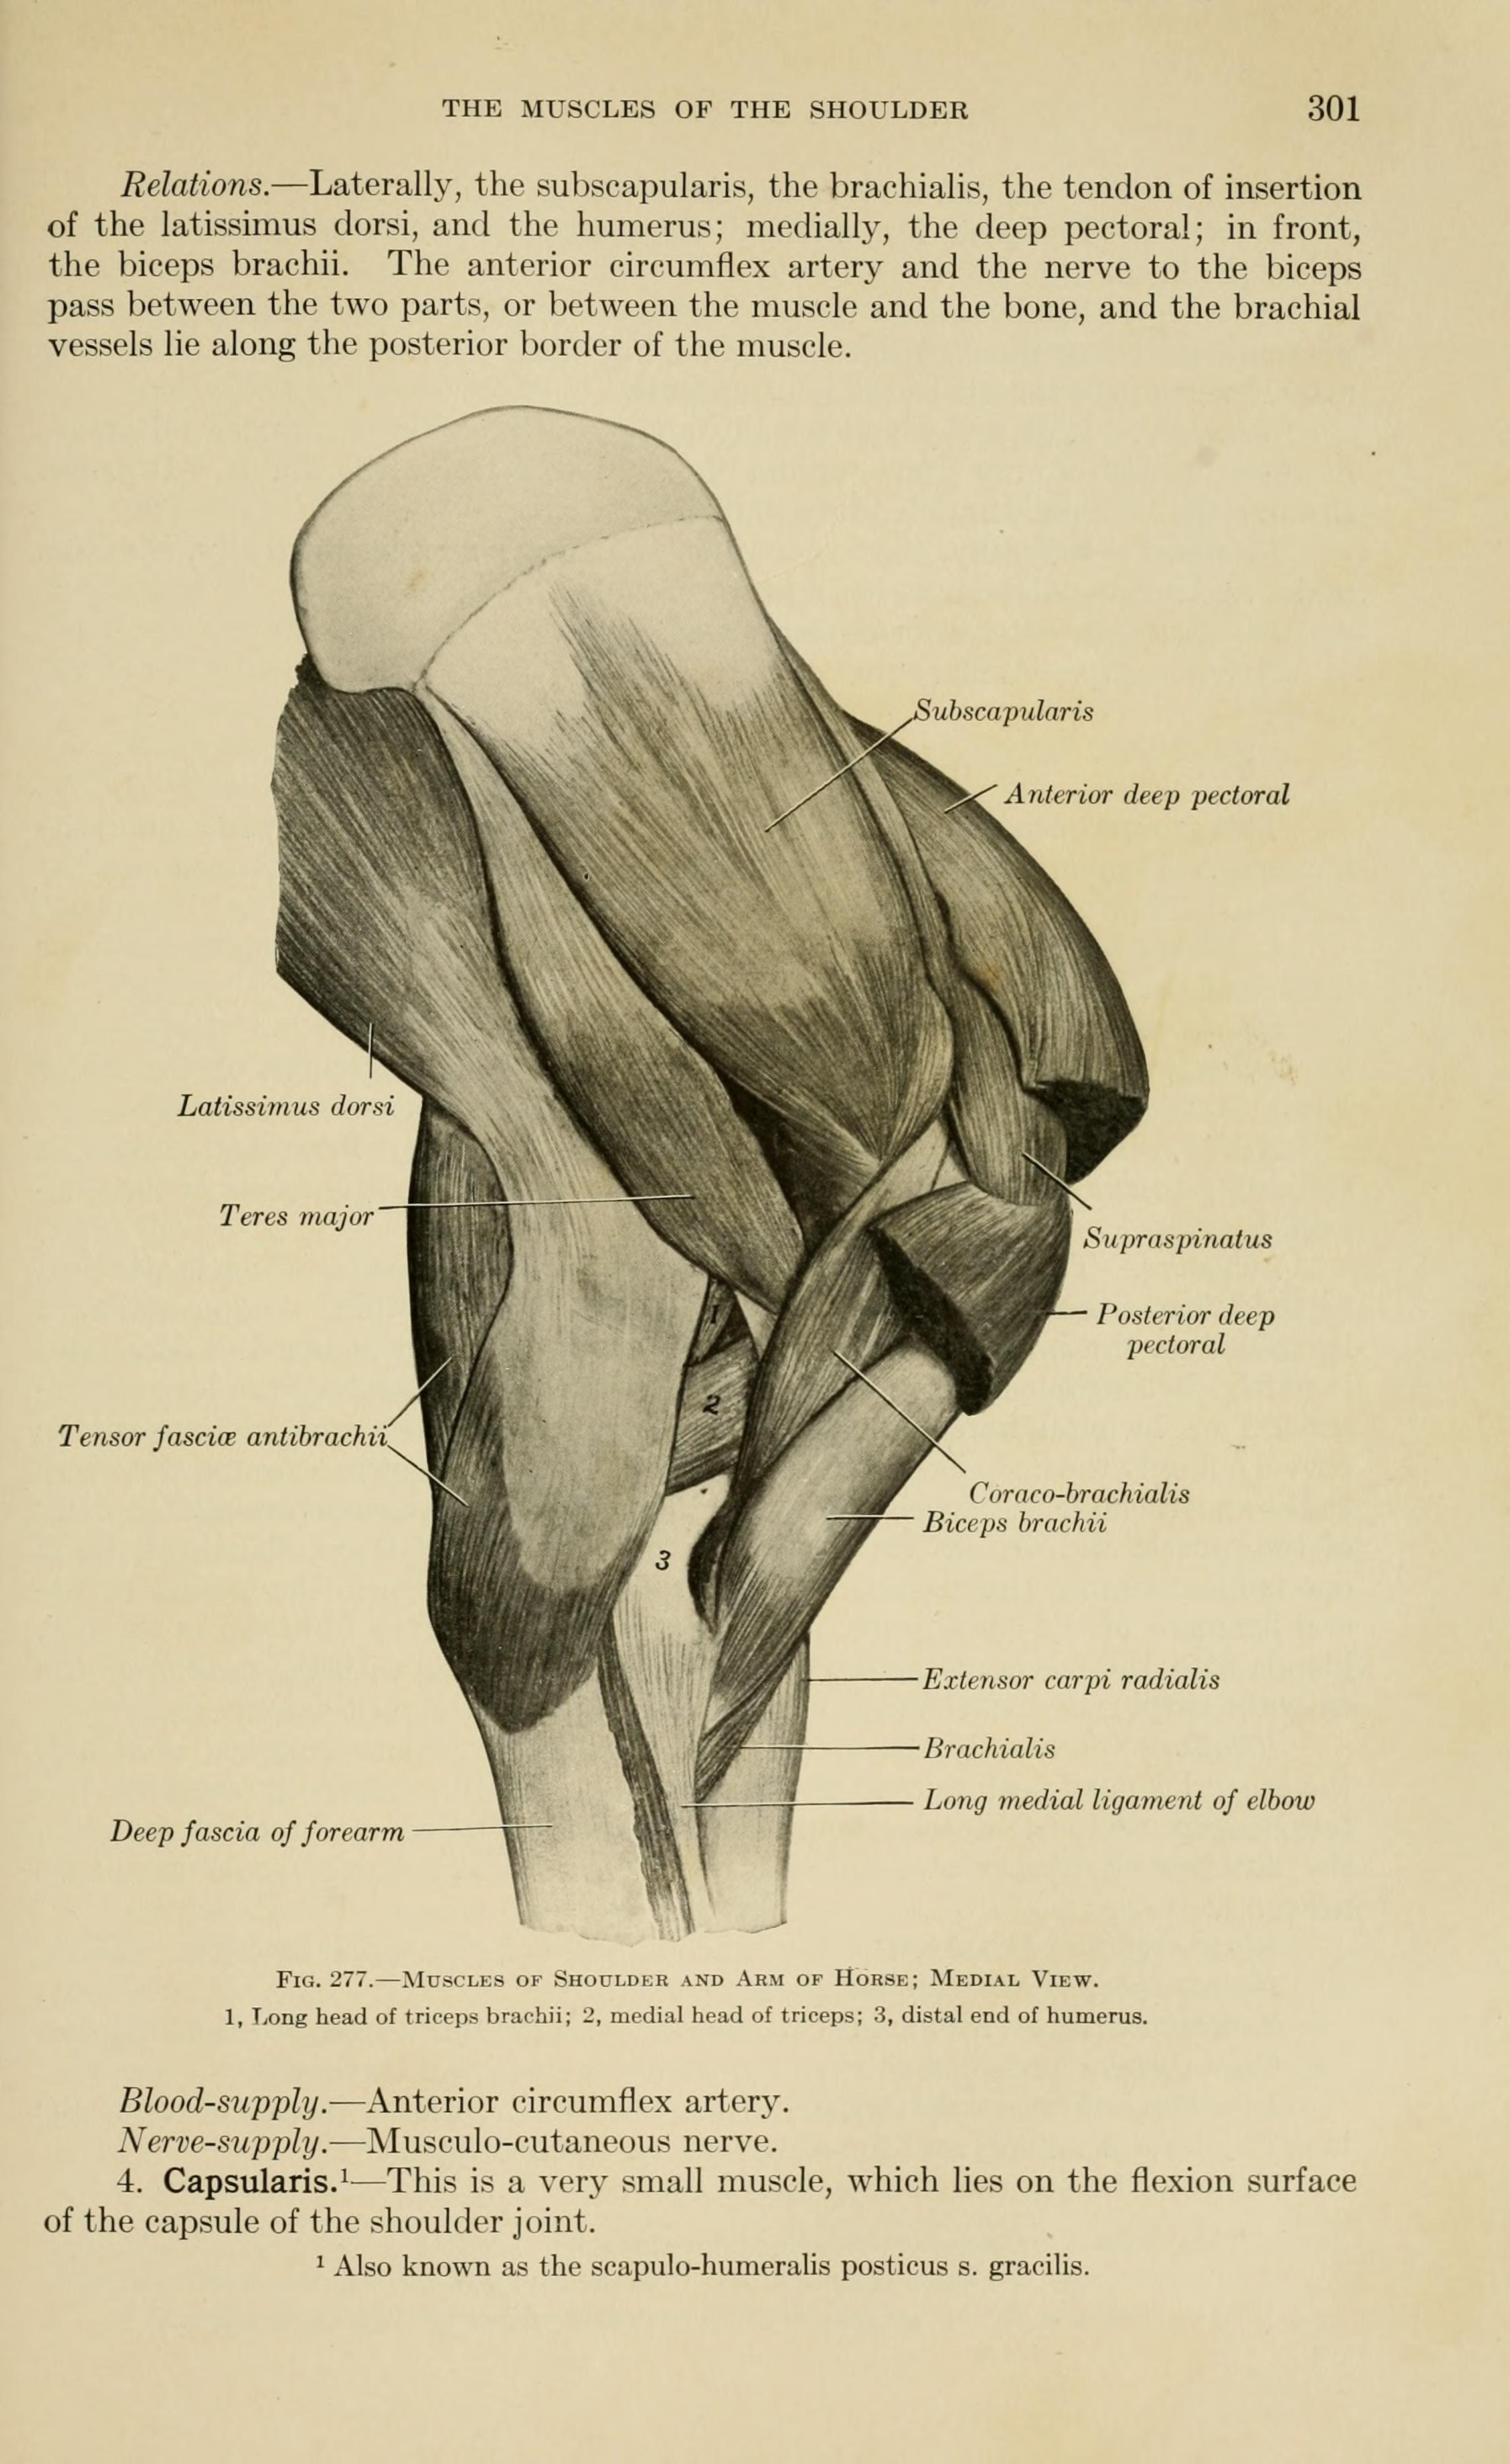 THE MUSCLES OF THE SHOULDER 301
Relations.—Laterally, the subscapularis, the brachialis, the tendon of insertion
of the latissimus dorsi, and the humerus; medially, the deep pectoral; in front,
the biceps brachii. The anterior circumflex artery and the nerve to the biceps
pass between the two parts, or between the muscle and the bone, and the brachial
vessels lie along the posterior border of the muscle.
Subscapularis
Anterior deep pectoral
Latissimus dorsi
Teres major
Supraspinatus
1
Posterior deep
pectoral
2
Tensor fasciæ antibrachii
Coraco-brachialis
Biceps brachii
3
Extensor carpi radialis
Brachialis
Long medial ligament of elbow
Deep fascia of forearm
Fig. 277.—Muscles of Shoulder and Arm of Horse; Medial View.
1, Long head of triceps brachii; 2, medial head of triceps; 3, distal end of humerus.
Blood-supply.—Anterior circumflex artery.
Nerve-supply.—Musculo-cutaneous nerve.
4. Capsularis.¹—This is a very small muscle, which lies on the flexion surface
of the capsule of the shoulder joint.
¹ Also known as the scapulo-humeralis posticus s. gracilis.